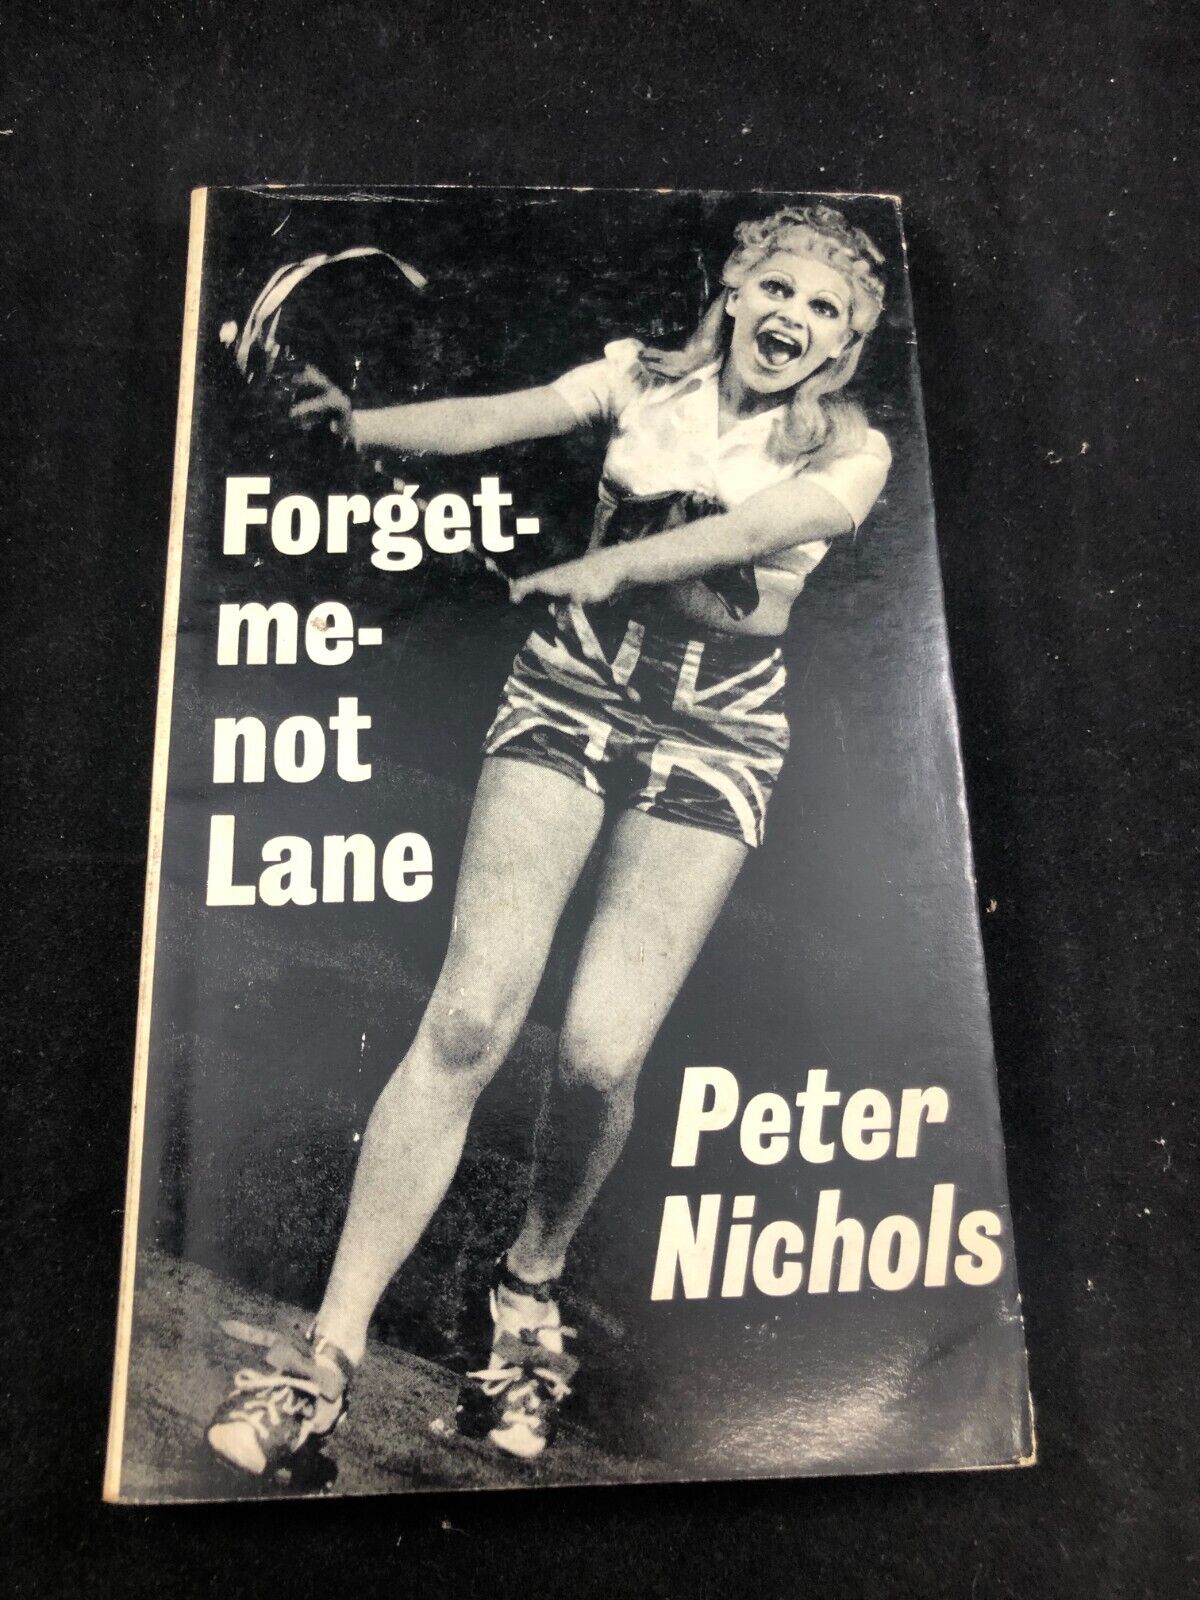 Forget-
me-
not
Lane
Peter
Nichols